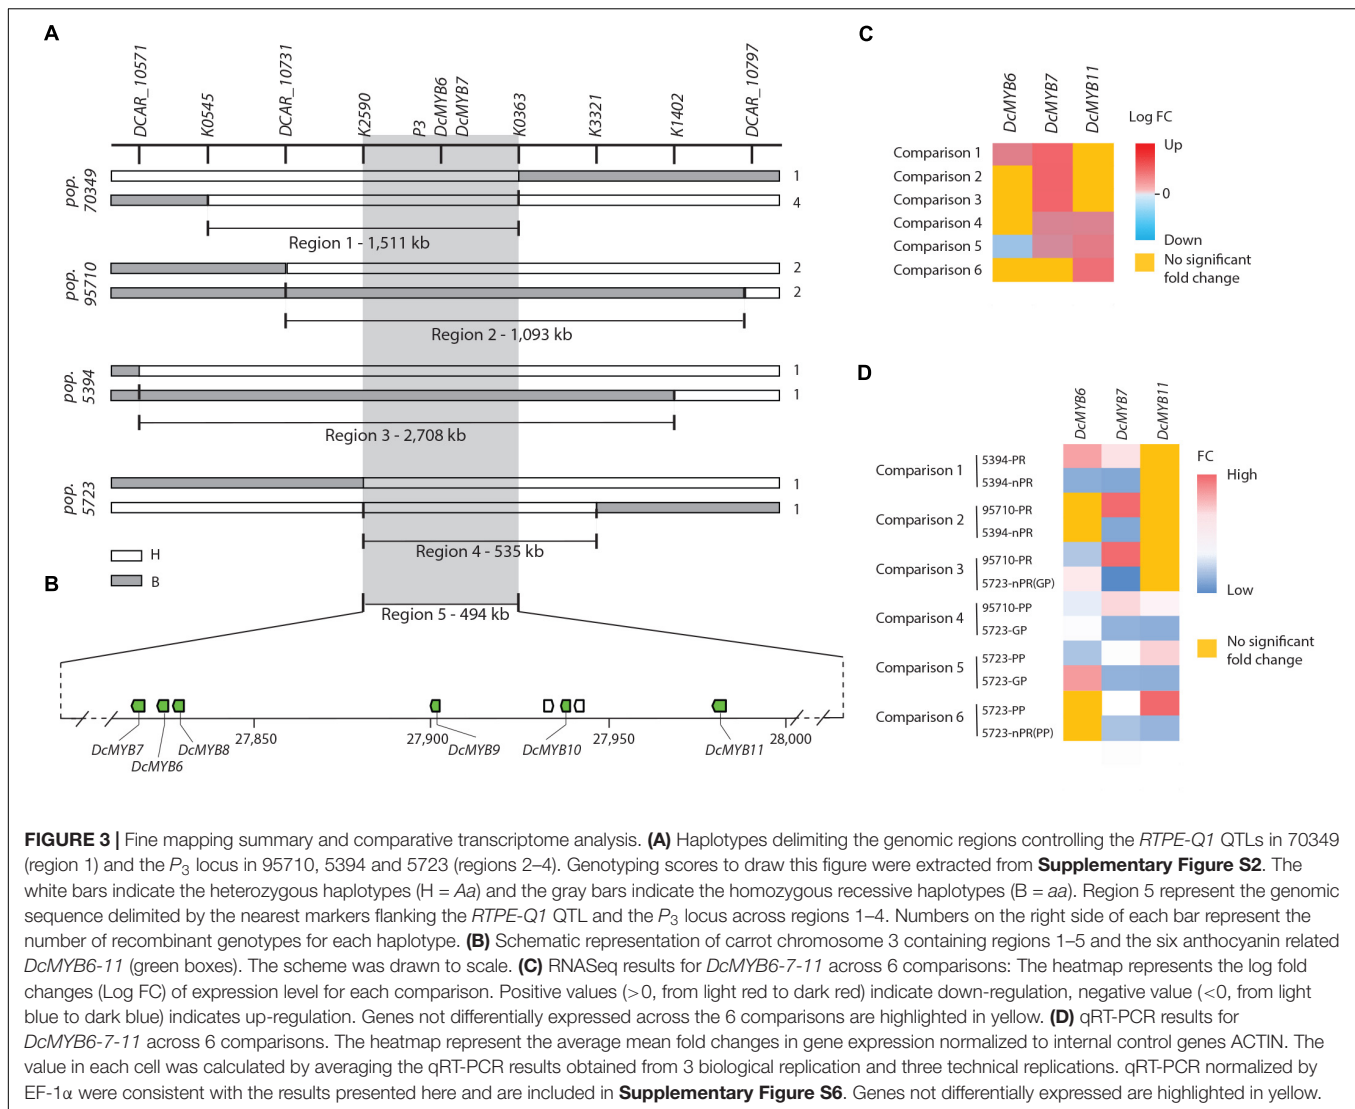 A
DCAR_10571
K0545
DCAR_10731
K2590
P3
DcMYB6
DcMYB7
K0363
K3321
K1402
DCAR_10797
pop.
70349
1
4
Region 1 - 1,511 kb
pop.
95710
2
2
Region 2 - 1,093 kb
pop.
5394
1
1
Region 3 - 2,708 kb
pop.
5723
1
1
Region 4 - 535 kb
H
B
B
Region 5 - 494 kb
DcMYB7
DcMYB6
DcMYB8
27,850
27,900
DcMYB9
DcMYB10
27,950
DcMYB11
28,000
C
DcMYB6
DcMYB7
DcMYB11
Log FC
Comparison 1
Comparison 2
Comparison 3
Comparison 4
Comparison 5
Comparison 6
Up
0
Down
No significant
fold change
D
DcMYB6
DcMYB7
DcMYB11
Comparison 1
5394-PR
5394-nPR
Comparison 2
95710-PR
5394-nPR
Comparison 3
95710-PR
5723-nPR(GP)
Comparison 4
95710-PP
5723-GP
Comparison 5
5723-PP
5723-GP
Comparison 6
5723-PP
5723-nPR(PP)
FC
High
Low
No significant
fold change
FIGURE 3 | Fine mapping summary and comparative transcriptome analysis. (A) Haplotypes delimiting the genomic regions controlling the RTPE-Q1 QTLs in 70349
(region 1) and the P3 locus in 95710, 5394 and 5723 (regions 2–4). Genotyping scores to draw this figure were extracted from Supplementary Figure S2. The
white bars indicate the heterozygous haplotypes (H = Aa) and the gray bars indicate the homozygous recessive haplotypes (B = aa). Region 5 represent the genomic
sequence delimited by the nearest markers flanking the RTPE-Q1 QTL and the P3 locus across regions 1–4. Numbers on the right side of each bar represent the
number of recombinant genotypes for each haplotype. (B) Schematic representation of carrot chromosome 3 containing regions 1–5 and the six anthocyanin related
DcMYB6-11 (green boxes). The scheme was drawn to scale. (C) RNASeq results for DcMYB6-7-11 across 6 comparisons: The heatmap represents the log fold
changes (Log FC) of expression level for each comparison. Positive values (>0, from light red to dark red) indicate down-regulation, negative value (<0, from light
blue to dark blue) indicates up-regulation. Genes not differentially expressed across the 6 comparisons are highlighted in yellow. (D) qRT-PCR results for
DcMYB6-7-11 across 6 comparisons. The heatmap represent the average mean fold changes in gene expression normalized to internal control genes ACTIN. The
value in each cell was calculated by averaging the qRT-PCR results obtained from 3 biological replication and three technical replications. qRT-PCR normalized by
EF-1α were consistent with the results presented here and are included in Supplementary Figure S6. Genes not differentially expressed are highlighted in yellow.